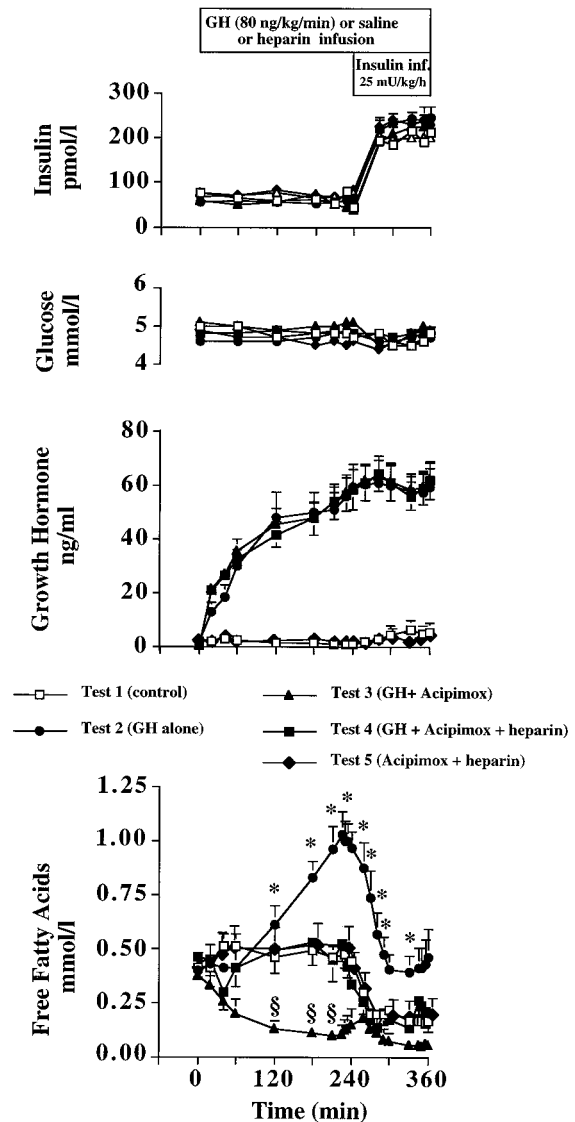 GH (80 ng/kg/min) or saline
or heparin infusion
Insulin inf.
25 mU/kg/h
Insulin
pmol/l
300
200
100
0
Glucose
mmol/l
6
5
4
Growth Hormone
ng/ml
80
60
40
20
0
Test 1 (control)
Test 3 (GH+ Acipimox)
Test 2 (GH alone)
Test 4 (GH + Acipimox + heparin)
Test 5 (Acipimox + heparin)
Free Fatty Acids
mmol/l
1.25
1.00
0.75
0.50
0.25
0.00
* * * * * * * * * *
§ § §
0 120 240 360
Time (min)